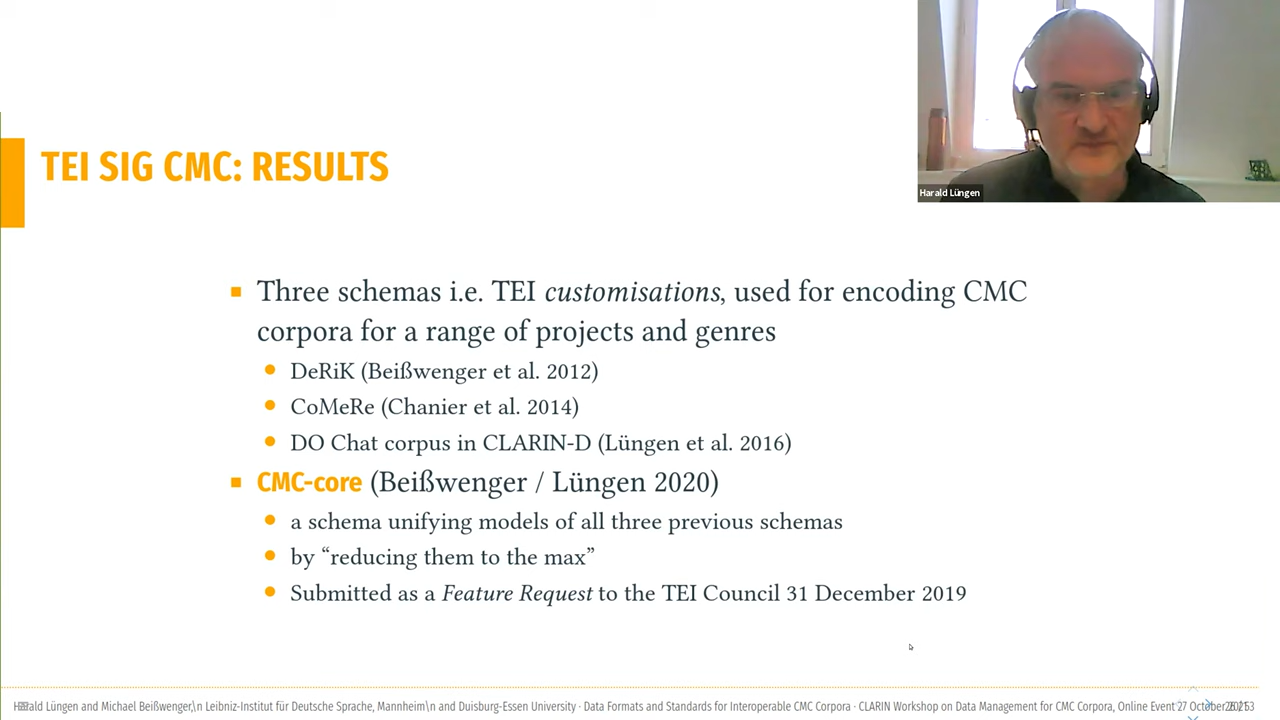 Harald Lüngen
TEI SIG CMC: RESULTS
Three schemas i.e. TEI customisations, used for encoding CMC
corpora for a range of projects and genres
DeRiK (Beißwenger et al. 2012)
CoMeRe (Chanier et al. 2014)
DO Chat corpus in CLARIN-D (Lüngen et al. 2016)
CMC-core (Beißwenger / Lüngen 2020)
a schema unifying models of all three previous schemas
by “reducing them to the max”
Submitted as a Feature Request to the TEI Council 31 December 2019
Lüngen and Michael Beißwenger,\n Leibniz-Institut für Deutsche Sprache, Mannheim\n and Duisburg-Essen University · Data Formats and Standards for Interoperable CMC Corpora · CLARIN Workshop on Data Management for CMC Corpora, Online Event 27 October